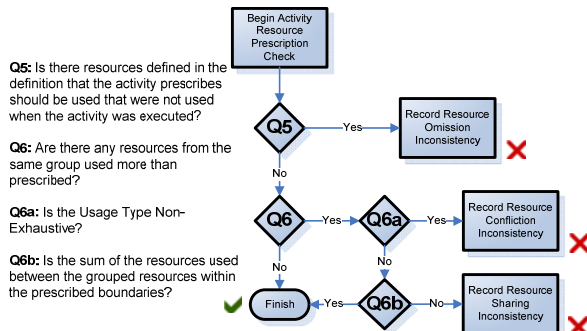 Begin Activity
Resource
Prescription
Check
Q5: Is there resources defined in the
definition that the activity prescribes
should be used that were not used
when the activity was executed?
Q5
Yes
Record Resource
Omission
Inconsistency
No
Q6: Are there any resources from the
same group used more than
prescribed?
Q6a: Is the Usage Type Non-
Exhaustive?
Q6
Yes
Q6a
Yes
Record Resource
Confliction
Inconsistency
Q6b: Is the sum of the resources used
between the grouped resources within
the prescribed boundaries?
No
No
Finish
Yes
Q6b
No
Record Resource
Sharing
Inconsistency